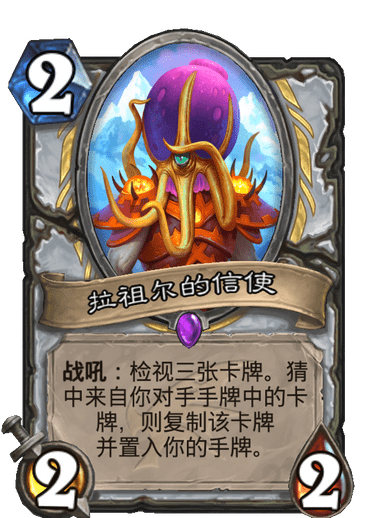 2
拉祖尔的信使
战吼：检视三张卡牌。猜
中来自你对手手牌中的卡
牌，则复制该卡牌
并置入你的手牌。
2
2